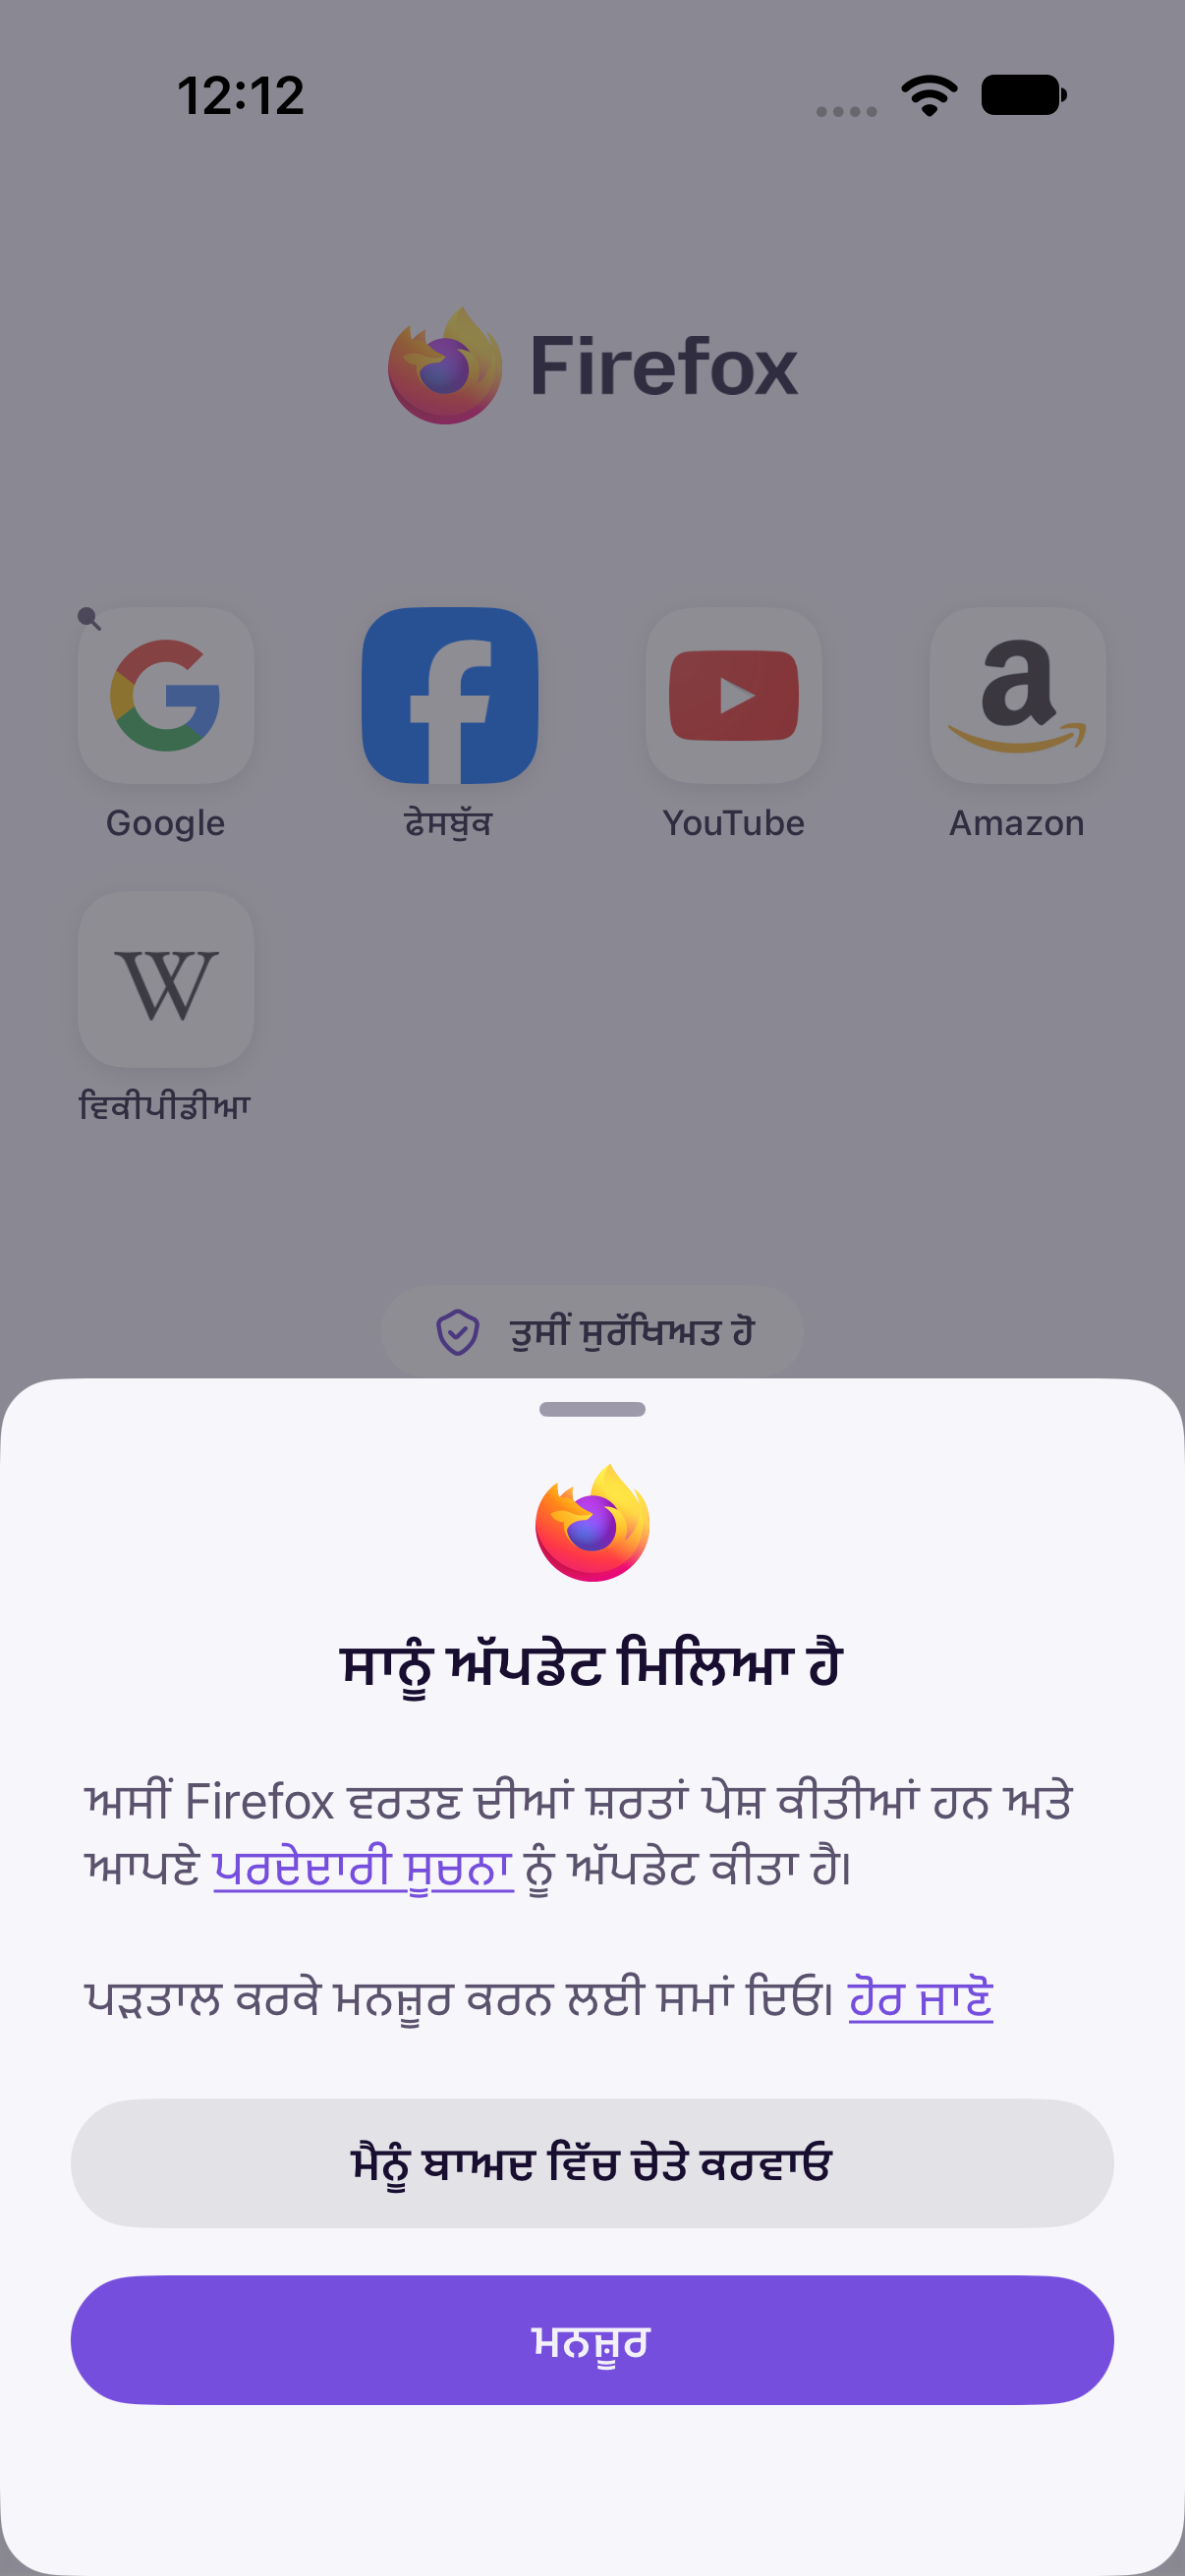 12:12
Firefox
Google
ਫੇਸਬੁੱਕ
YouTube
Amazon
ਵਿਕੀਪੀਡੀਆ
ਤੁਸੀਂ ਸੁਰੱਖਿਅਤ ਹੋ
ਸਾਨੂੰ ਅੱਪਡੇਟ ਮਿਲਿਆ ਹੈ
ਅਸੀਂ Firefox ਵਰਤਣ ਦੀਆਂ ਸ਼ਰਤਾਂ ਪੇਸ਼ ਕੀਤੀਆਂ ਹਨ ਅਤੇ
ਆਪਣੇ ਪਰਦੇਦਾਰੀ ਸੂਚਨਾ ਨੂੰ ਅੱਪਡੇਟ ਕੀਤਾ ਹੈ।
ਪੜਤਾਲ ਕਰਕੇ ਮਨਜ਼ੂਰ ਕਰਨ ਲਈ ਸਮਾਂ ਦਿਓ। ਹੋਰ ਜਾਣੋ
ਮੈਨੂੰ ਬਾਅਦ ਵਿੱਚ ਚੇਤੇ ਕਰਵਾਓ
ਮਨਜ਼ੂਰ